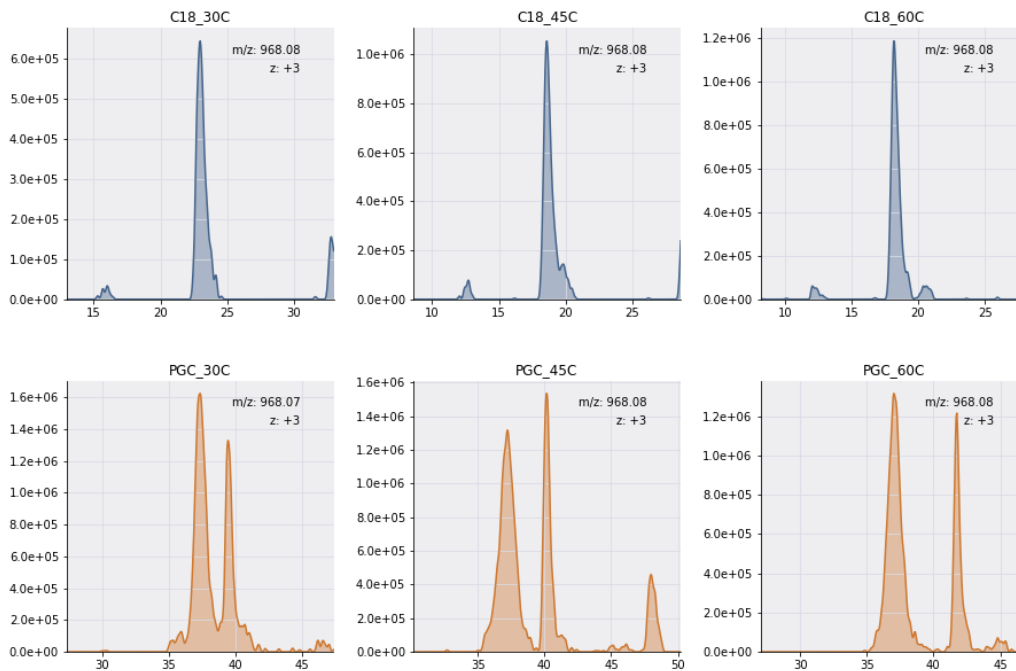 C18_30C
m/z: 968.08
z: +3
6.0e+05
5.0e+05
4.0e+05
3.0e+05
2.0e+05
1.0e+05
0.0e+00
15 20 25 30
C18_45C
m/z: 968.08
z: +3
1.0e+06
8.0e+05
6.0e+05
4.0e+05
2.0e+05
0.0e+00
10 15 20 25
C18_60C
m/z: 968.08
z: +3
1.2e+06
1.0e+06
8.0e+05
6.0e+05
4.0e+05
2.0e+05
0.0e+00
10 15 20 25
PGC_30C
m/z: 968.07
z: +3
1.6e+06
1.4e+06
1.2e+06
1.0e+06
8.0e+05
6.0e+05
4.0e+05
2.0e+05
0.0e+00
30 35 40 45
PGC_45C
m/z: 968.08
z: +3
1.6e+06
1.4e+06
1.2e+06
1.0e+06
8.0e+05
6.0e+05
4.0e+05
2.0e+05
0.0e+00
35 40 45 50
PGC_60C
m/z: 968.08
z: +3
1.2e+06
1.0e+06
8.0e+05
6.0e+05
4.0e+05
2.0e+05
0.0e+00
30 35 40 45